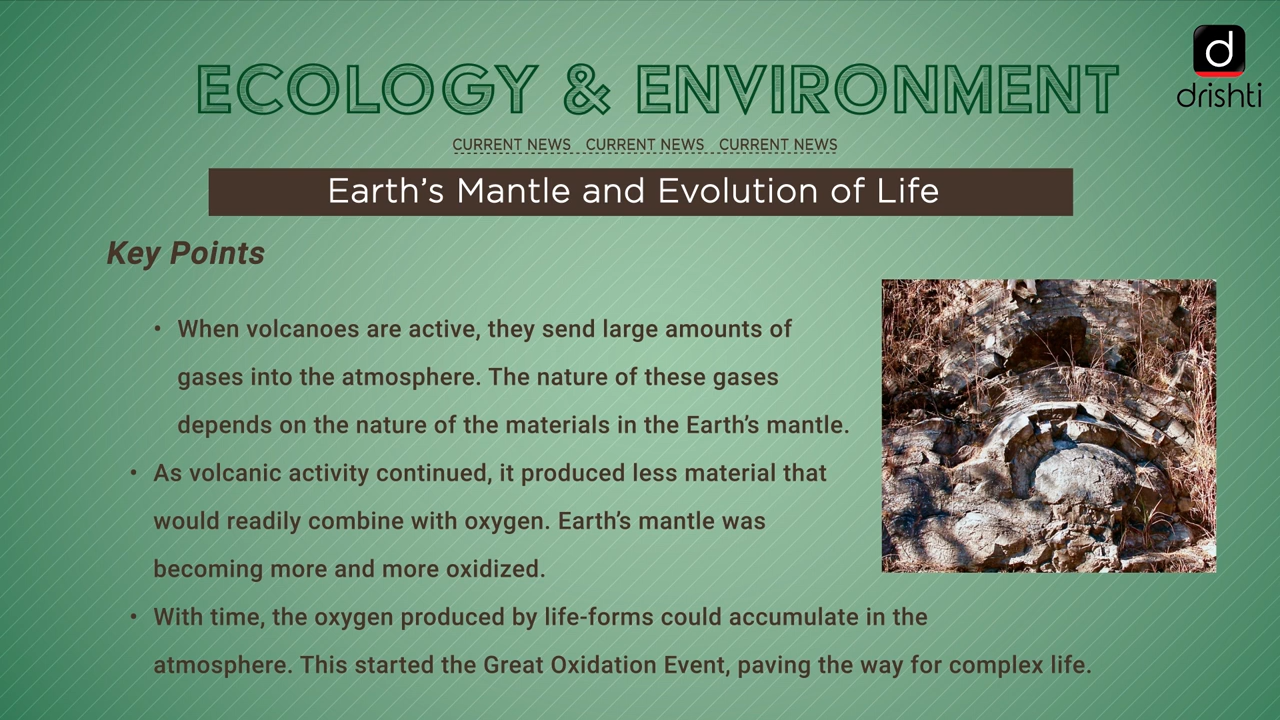 ECOLOGY & ENVIRONMENT
d
drishti
CURRENT NEWS CURRENT NEWS CURRENT NEWS
Earth's Mantle and Evolution of Life
Key Points
• When volcanoes are active, they send large amounts of
gases into the atmosphere. The nature of these gases
depends on the nature of the materials in the Earth's mantle.
• As volcanic activity continued, it produced less material that
would readily combine with oxygen. Earth's mantle was
becoming more and more oxidized.
• With time, the oxygen produced by life-forms could accumulate in the
atmosphere. This started the Great Oxidation Event, paving the way for complex life.